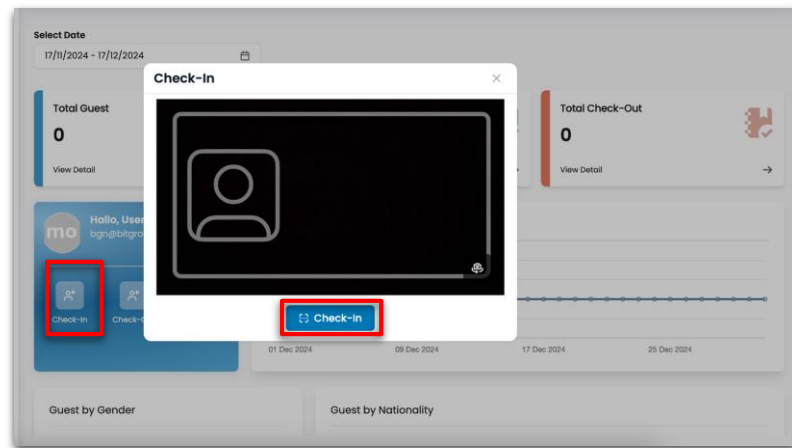 Select Date
17/11/2024 - 17/12/2024
Check-In
Total Guest
0
View Detail
Total Check-Out
0
View Detail
mo
Hallo, User
bgn@bitgro
Check-In
Check-
Check-In
01 Dec 2024
09 Dec 2024
17 Dec 2024
25 Dec 2024
Guest by Gender
Guest by Nationality